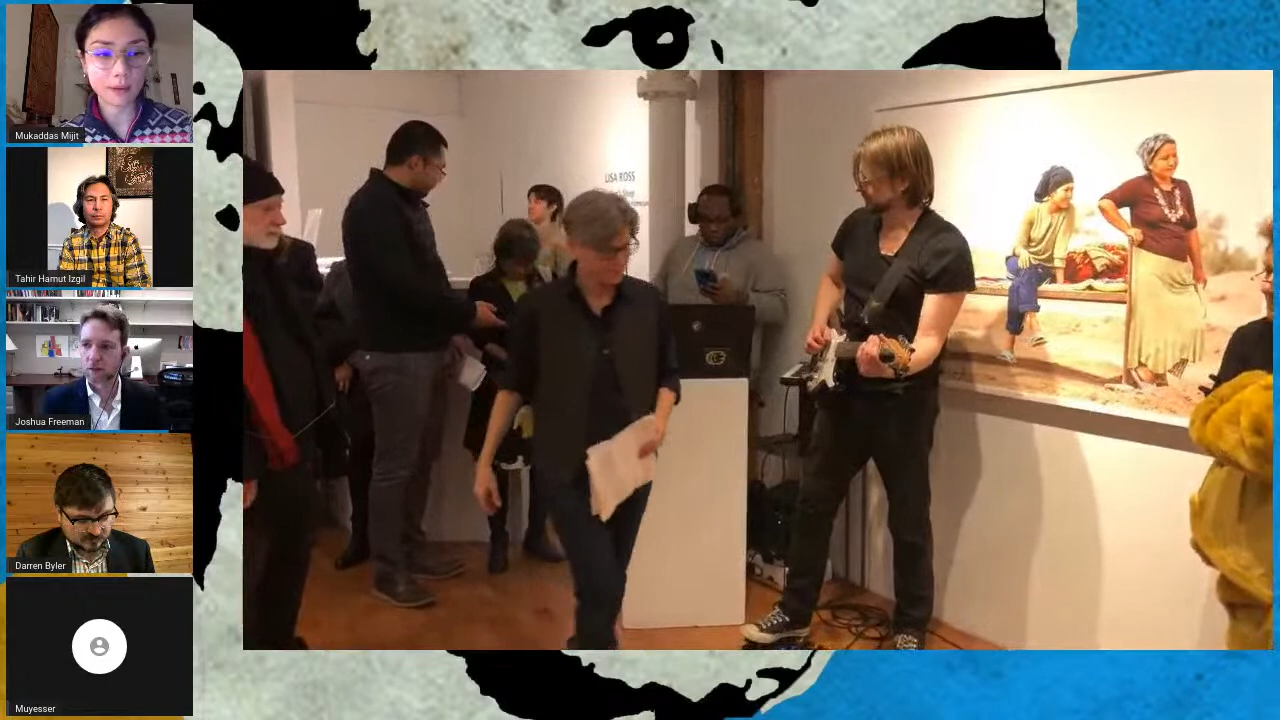 Mukaddas Mijit
Tahir Hamut Izgil
Joshua Freeman
Darren Byler
Muyesser
LISA ROSS